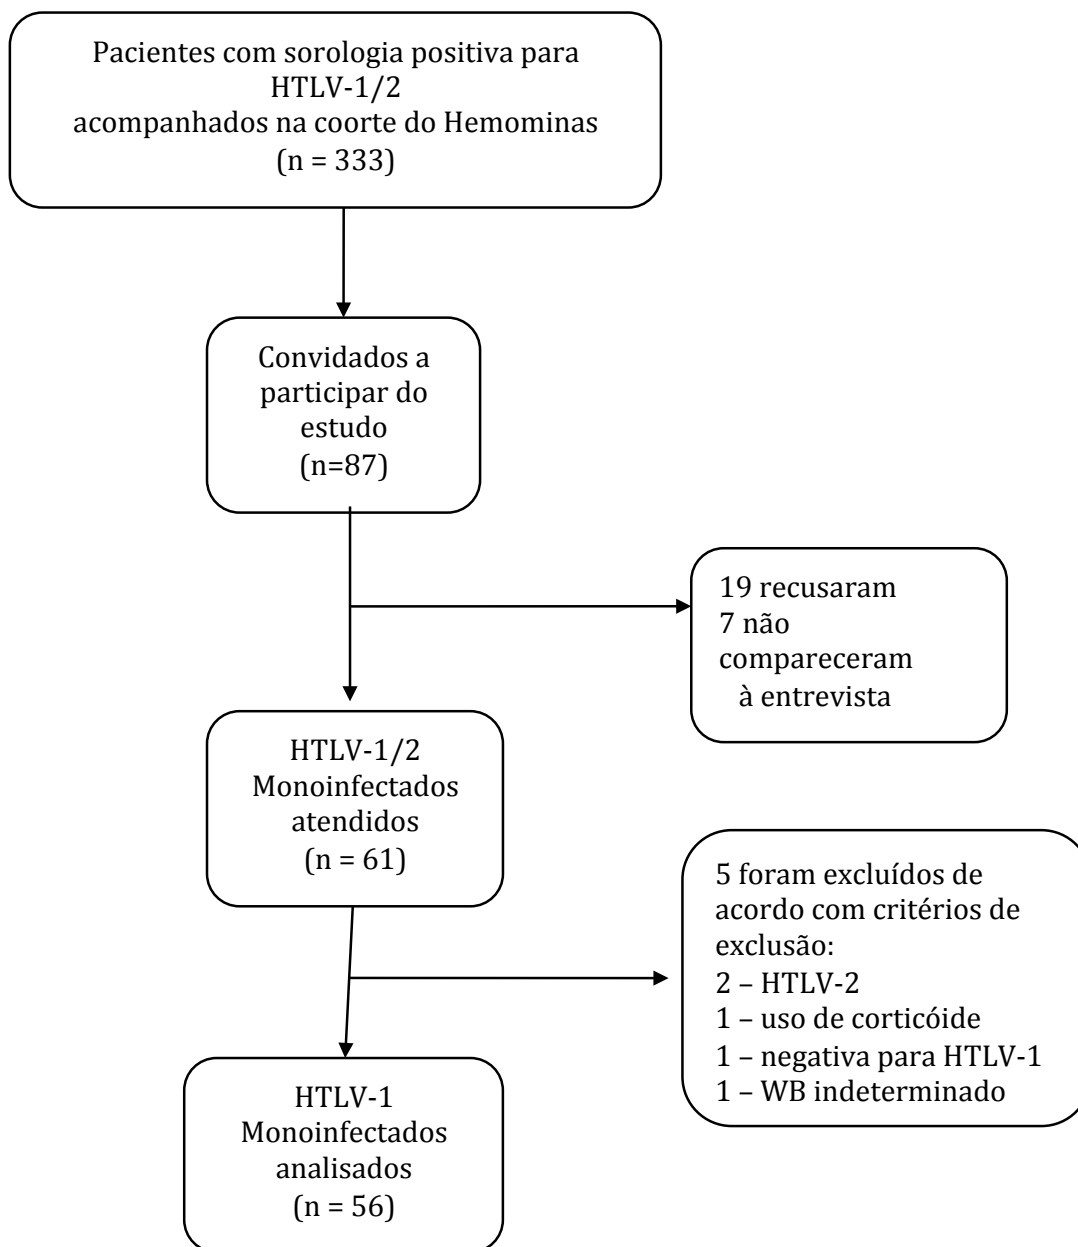 Pacientes com sorologia positiva para
HTLV-1/2
acompanhados na coorte do Hemominas
(n = 333)
Convidados a
participar do
estudo
(n=87)
19 recusaram
7 não
compareceram
à entrevista
HTLV-1/2
Monoinfectados
atendidos
(n = 61)
5 foram excluídos de
acordo com critérios de
exclusão:
2 – HTLV-2
1 – uso de corticóide
1 – negativa para HTLV-1
1 – WB indeterminado
HTLV-1
Monoinfectados
analisados
(n = 56)